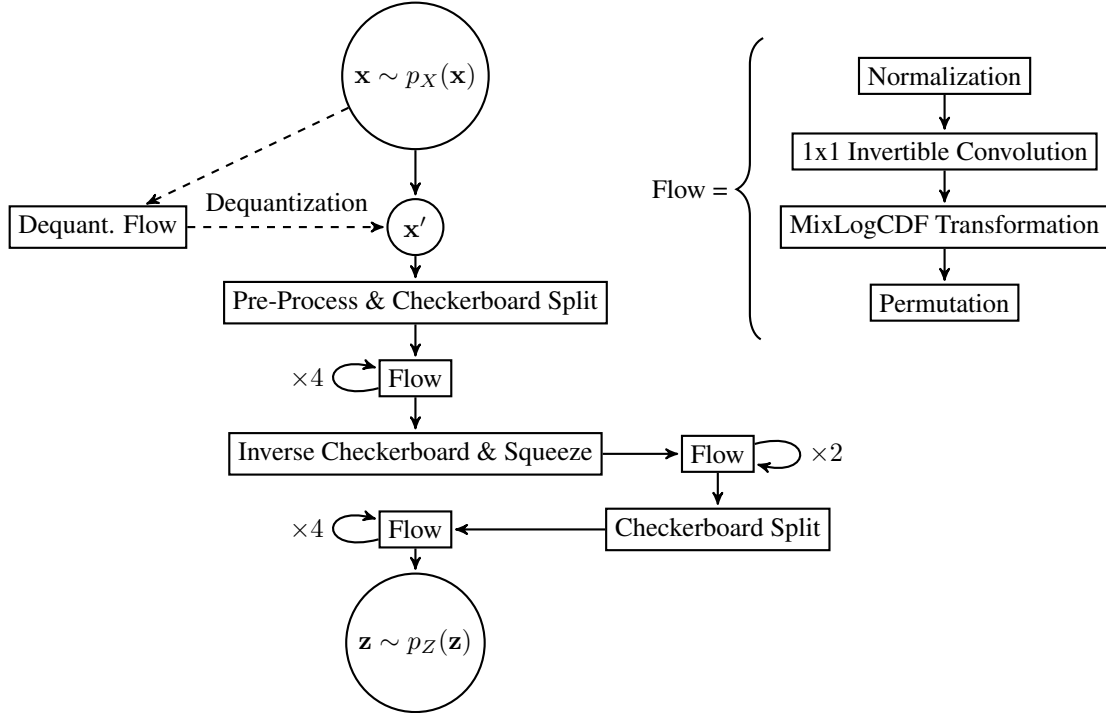 x ∼ p_X(x)
Dequantization
Dequant. Flow
x′
Pre-Process & Checkerboard Split
×4
Flow
Inverse Checkerboard & Squeeze
Flow
×2
Checkerboard Split
×4
Flow
z ∼ p_Z(z)
Flow =
Normalization
1x1 Invertible Convolution
MixLogCDF Transformation
Permutation